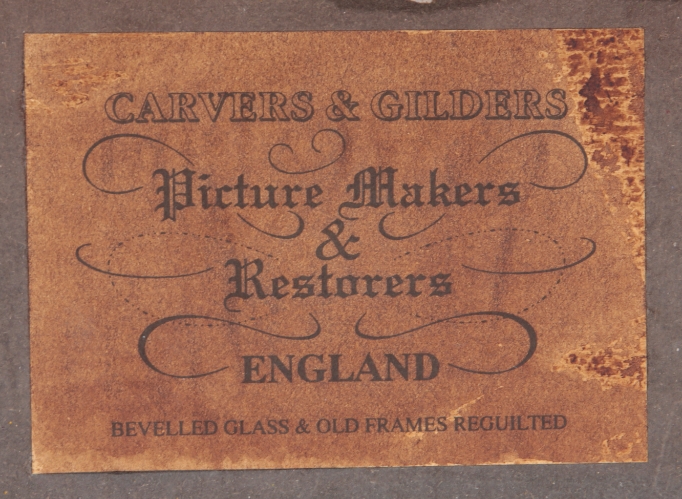 CARVERS & GILDERS
Picture Makers
&
Restorers
ENGLAND
BEVELLED GLASS & OLD FRAMES REGUILTED